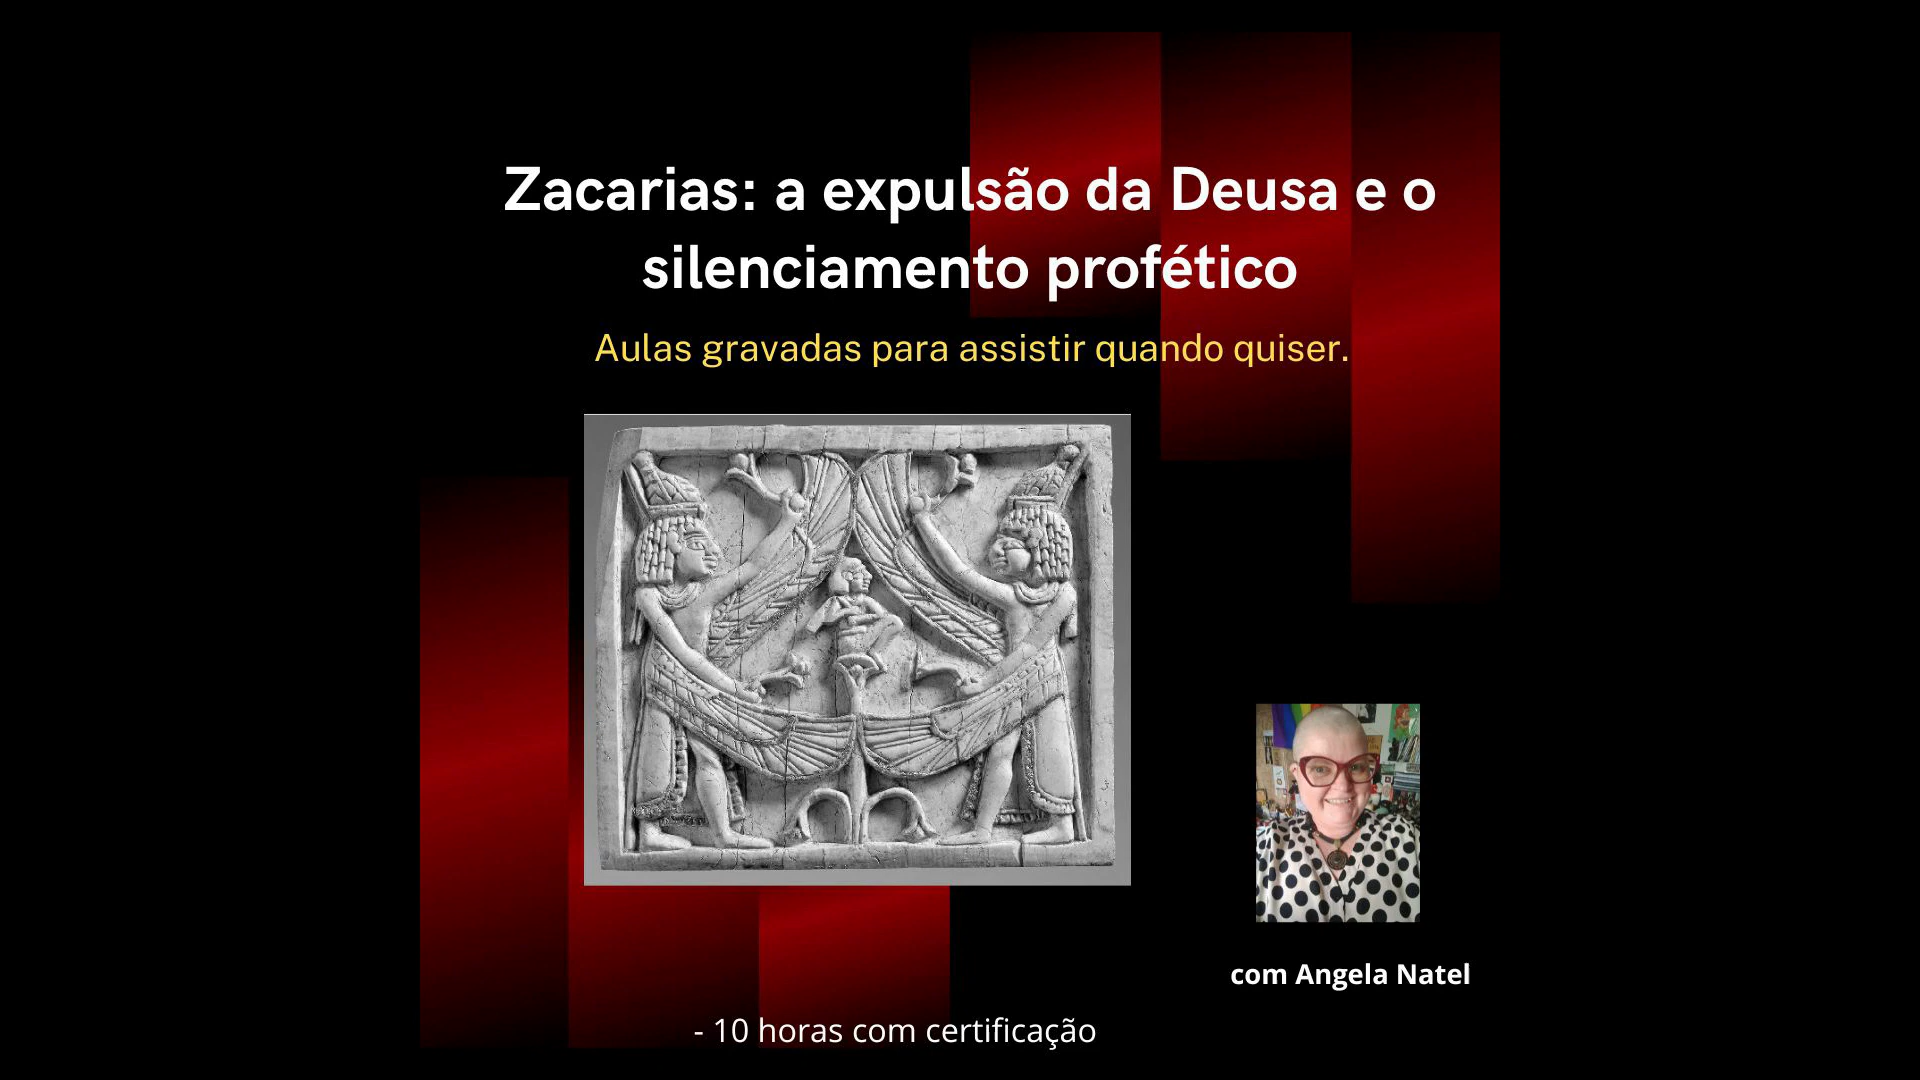 Zacarias: a expulsão da Deusa e o
silenciamento profético
Aulas gravadas para assistir quando quiser.
com Angela Natel
- 10 horas com certificação